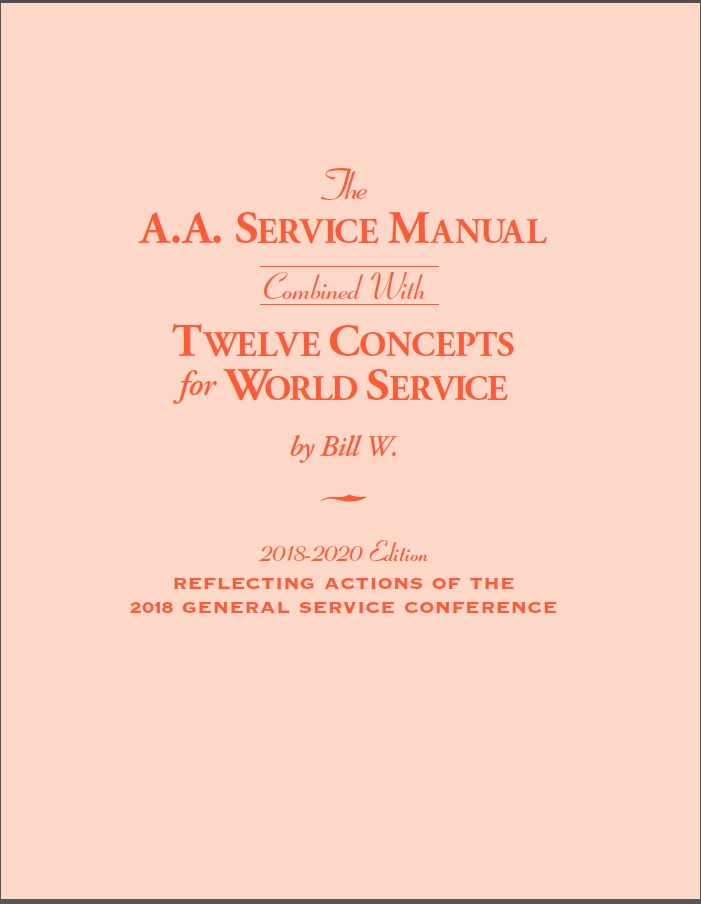 The
A.A. SERVICE MANUAL
Combined With
TWELVE CONCEPTS
for WORLD SERVICE
by Bill W.
2018-2020 Edition
REFLECTING ACTIONS OF THE
2018 GENERAL SERVICE CONFERENCE